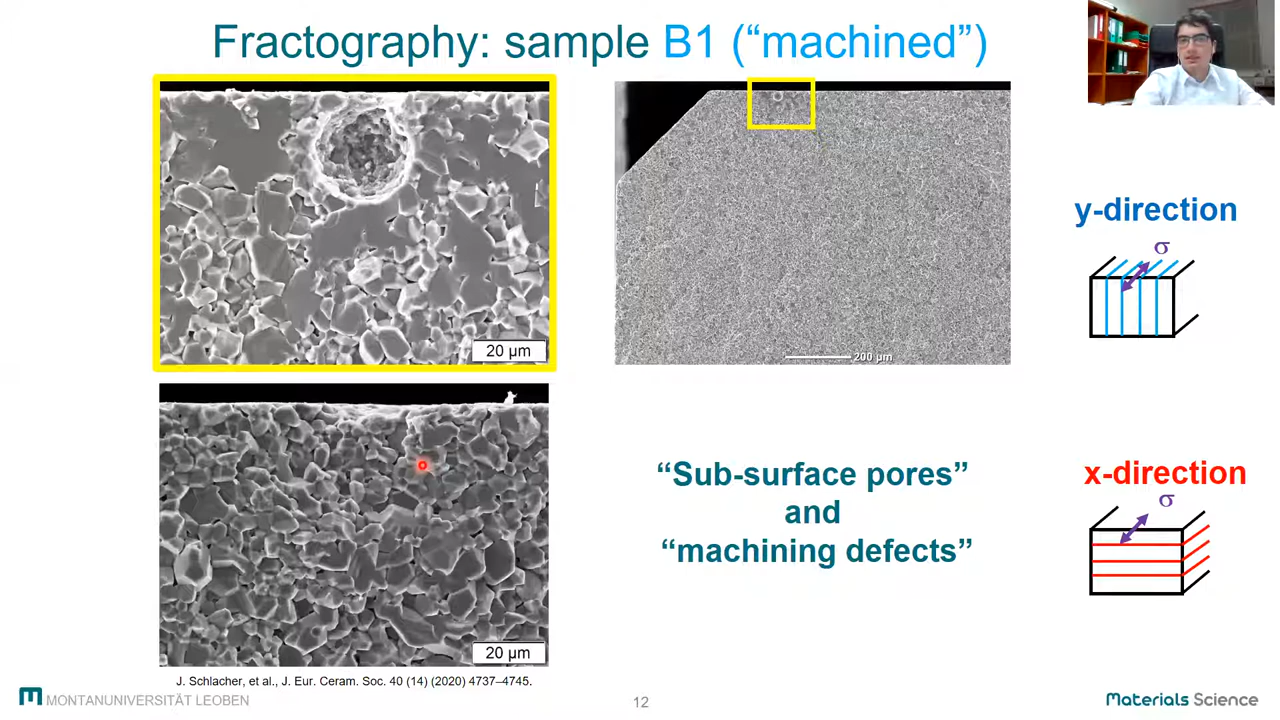 Fractography: sample B1 (“machined”)
20 µm
200 µm
y-direction
σ
20 µm
“Sub-surface pores”
and
“machining defects”
x-direction
σ
J. Schlacher, et al., J. Eur. Ceram. Soc. 40 (14) (2020) 4737–4745.
MONTANUNIVERSITÄT LEOBEN
12
Materials Science